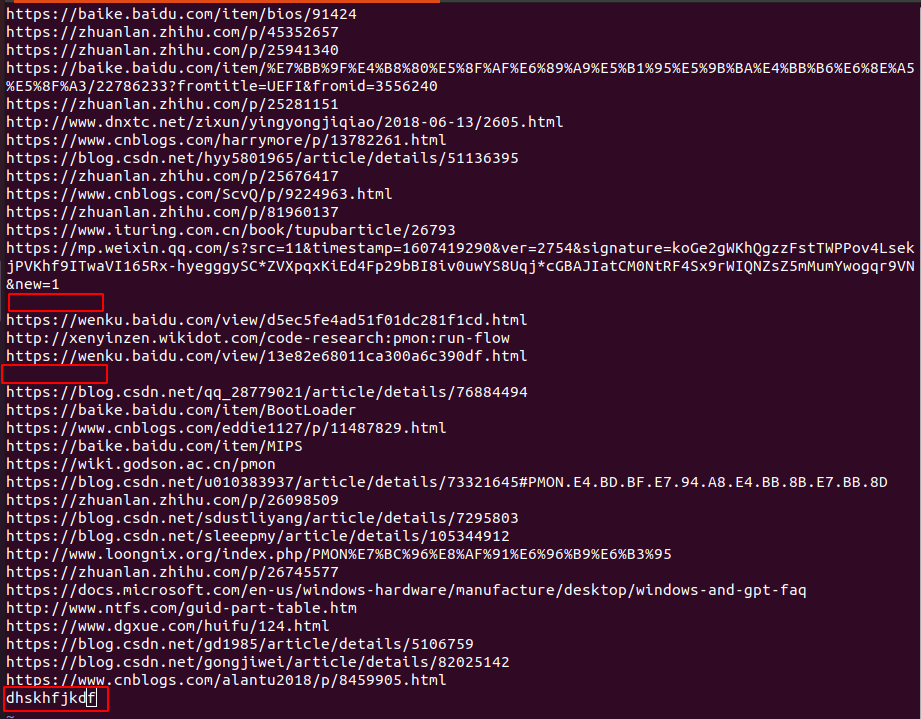 https://baike.baidu.com/item/bios/91424
https://zhuanlan.zhihu.com/p/45352657
https://zhuanlan.zhihu.com/p/25941340
https://baike.baidu.com/item/%E7%BB%9F%E4%B8%80%E5%8F%AF%E6%89%A9%E5%B1%95%E5%9B%BA%E4%BB%B6%E6%8E%A5
%E5%8F%A3/22786233?fromtitle=UEFI&fromid=3556240
https://zhuanlan.zhihu.com/p/25281151
http://www.dnxtc.net/zixun/yingyongjiqiao/2018-06-13/2605.html
https://www.cnblogs.com/harrymore/p/13782261.html
https://blog.csdn.net/hyy5801965/article/details/51136395
https://zhuanlan.zhihu.com/p/25676417
https://www.cnblogs.com/ScvQ/p/9224963.html
https://zhuanlan.zhihu.com/p/81960137
https://www.ituring.com.cn/book/tupubarticle/26793
https://mp.weixin.qq.com/s?src=11&timestamp=1607419290&ver=2754&signature=koGe2gWKhQgzzFstTWPPov4Lsek
jPVKhf9ITwaVI165Rx-hyegggySC*ZVXpqxKiEd4Fp29bBI8iv0uwYS8Uqj*cGBAJIatCM0NtRF4Sx9rWIQNZsZ5mMumYwogqr9VN
&new=1
https://wenku.baidu.com/view/d5ec5fe4ad51f01dc281f1cd.html
http://xenyinzen.wikidot.com/code-research:pmon:run-flow
https://wenku.baidu.com/view/13e82e68011ca300a6c390df.html
https://blog.csdn.net/qq_28779021/article/details/76884494
https://baike.baidu.com/item/BootLoader
https://www.cnblogs.com/eddie1127/p/11487829.html
https://baike.baidu.com/item/MIPS
https://wiki.godson.ac.cn/pmon
https://blog.csdn.net/u010383937/article/details/73321645#PMON.E4.BD.BF.E7.94.A8.E4.BB.8B.E7.BB.8D
https://zhuanlan.zhihu.com/p/26098509
https://blog.csdn.net/sdustliyang/article/details/7295803
https://blog.csdn.net/sleeepmy/article/details/105344912
http://www.loongnix.org/index.php/PMON%E7%BC%96%E8%AF%91%E6%96%B9%E6%B3%95
https://zhuanlan.zhihu.com/p/26745577
https://docs.microsoft.com/en-us/windows-hardware/manufacture/desktop/windows-and-gpt-faq
http://www.ntfs.com/guid-part-table.htm
https://www.dgxue.com/huifu/124.html
https://blog.csdn.net/gd1985/article/details/5106759
https://blog.csdn.net/gongjiwei/article/details/82025142
https://www.cnblogs.com/alantu2018/p/8459905.html
dhskhfjkdf
~